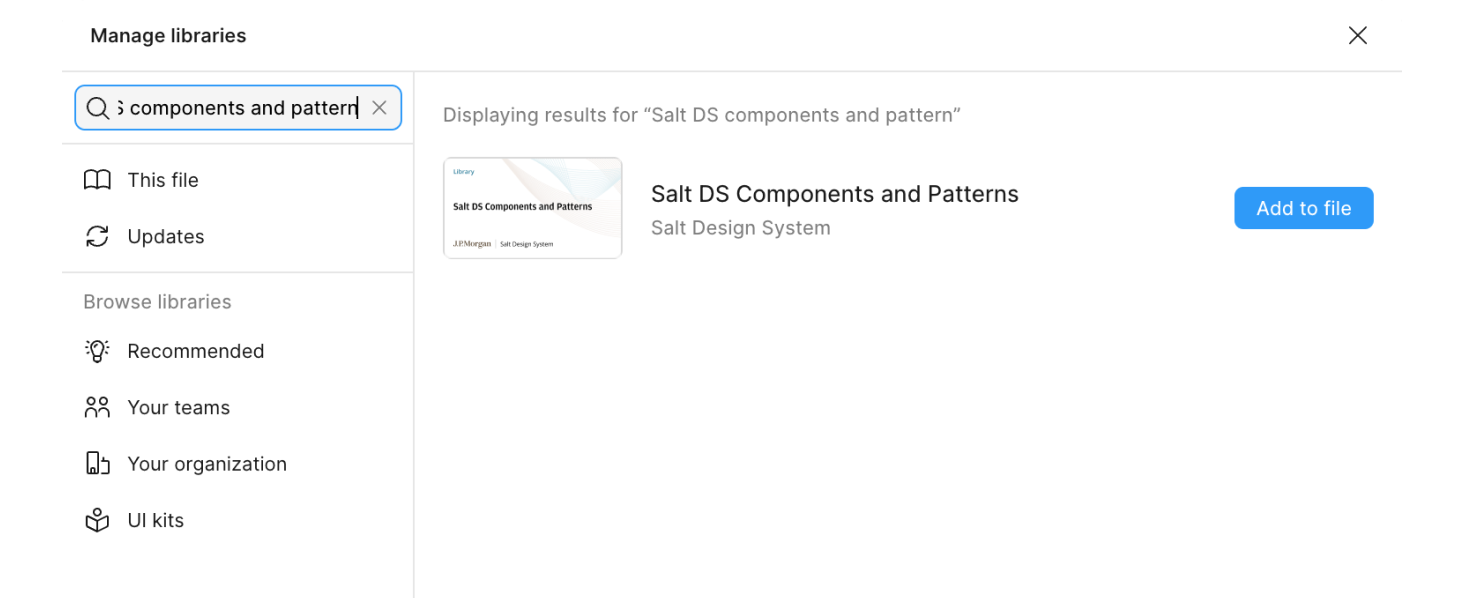 Manage libraries
components and pattern
Displaying results for “Salt DS components and pattern”
This file
Updates
Browse libraries
Recommended
Your teams
Your organization
UI kits
Library
Salt DS Components and Patterns
J.P.Morgan | Salt Design System
Salt DS Components and Patterns
Salt Design System
Add to file